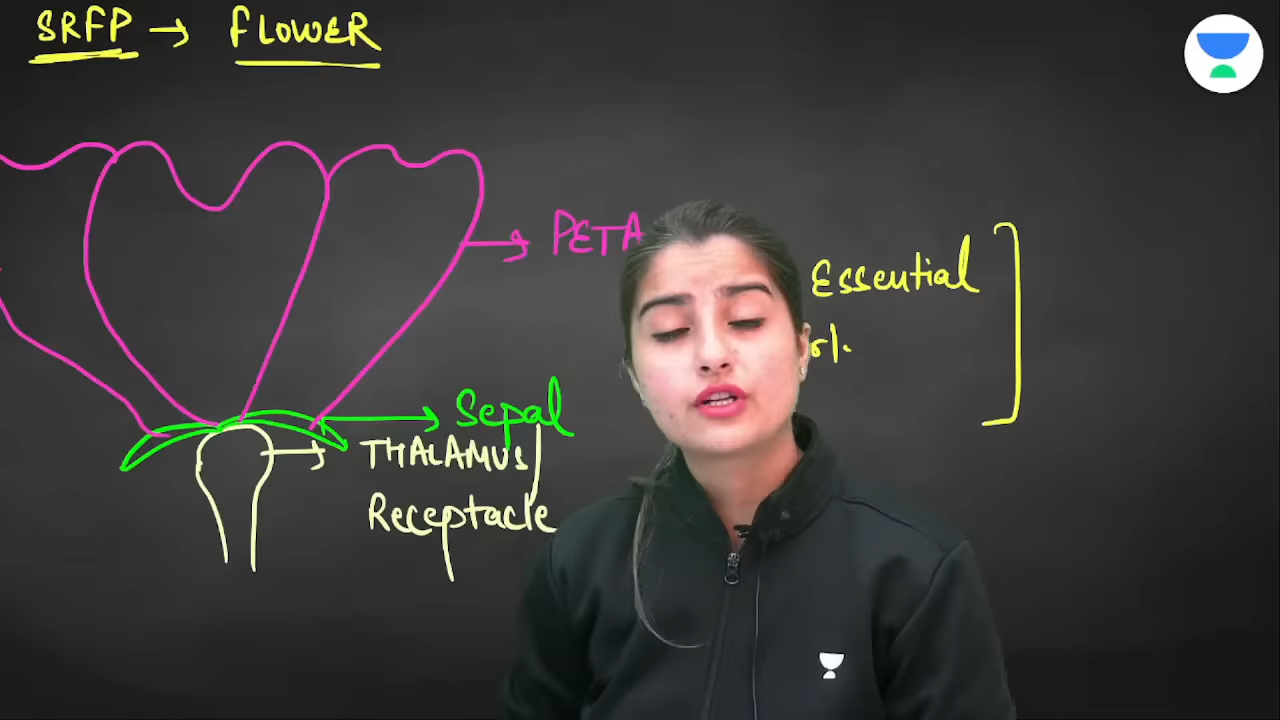 SRFP → FLOWER
→ PETA
Essential
→ Sepal
→ THALAMUS/
Receptacle